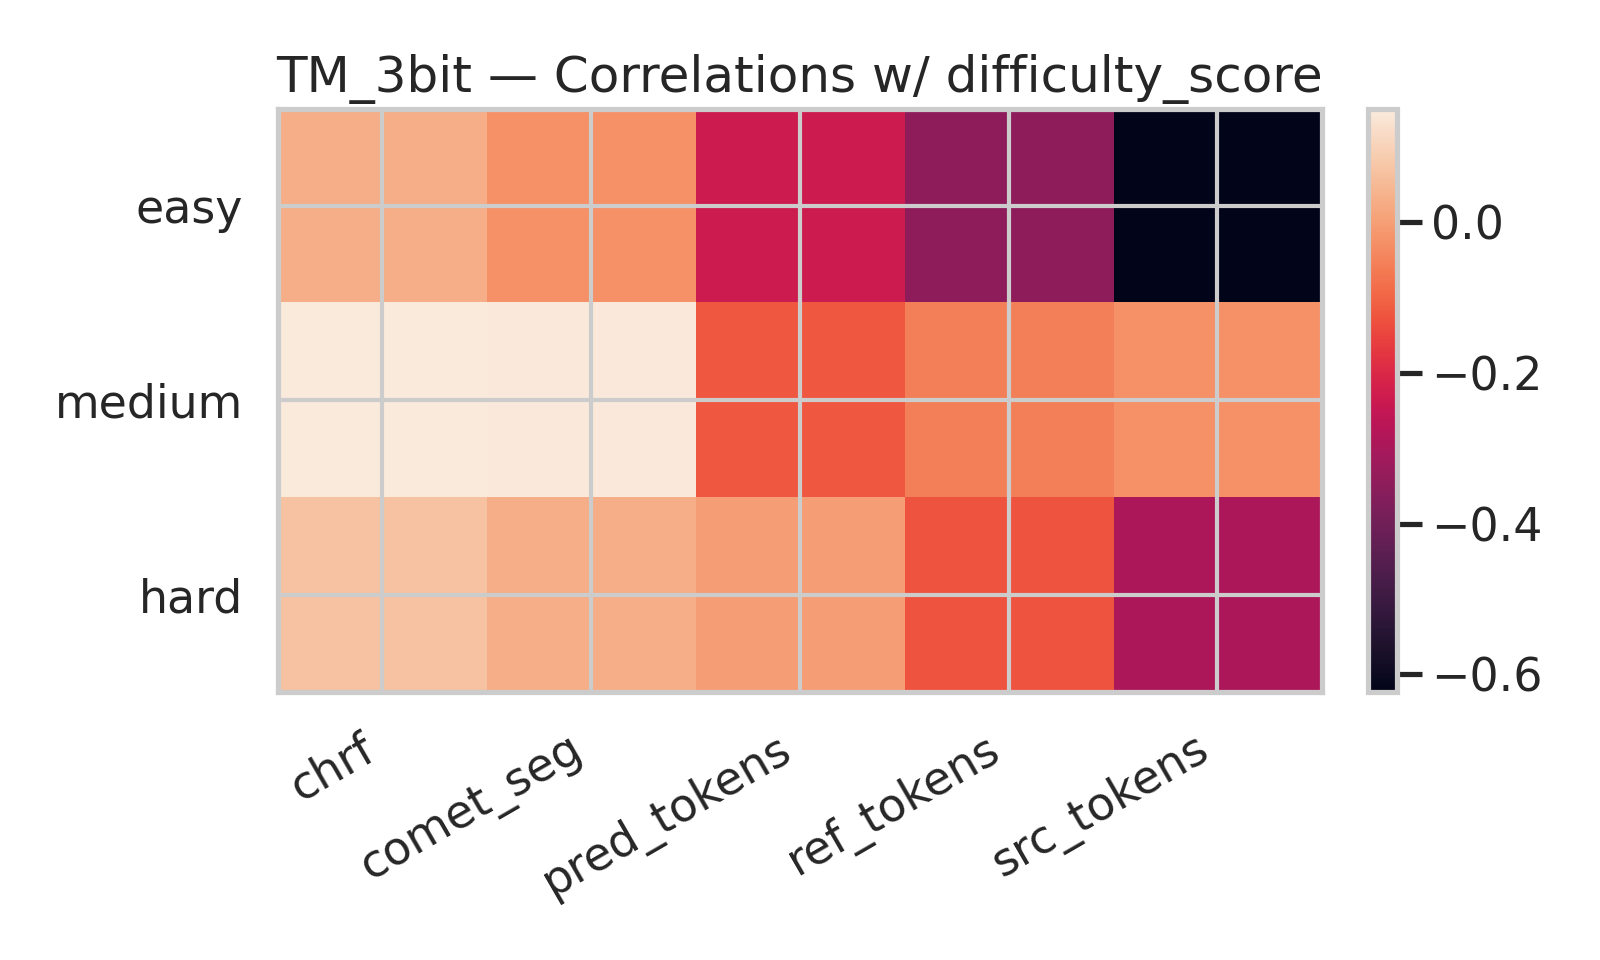 TM_3bit — Correlations w/ difficulty_score
easy
medium
hard
chrf
comet_seg
pred_tokens
ref_tokens
src_tokens
0.0
−0.2
−0.4
−0.6